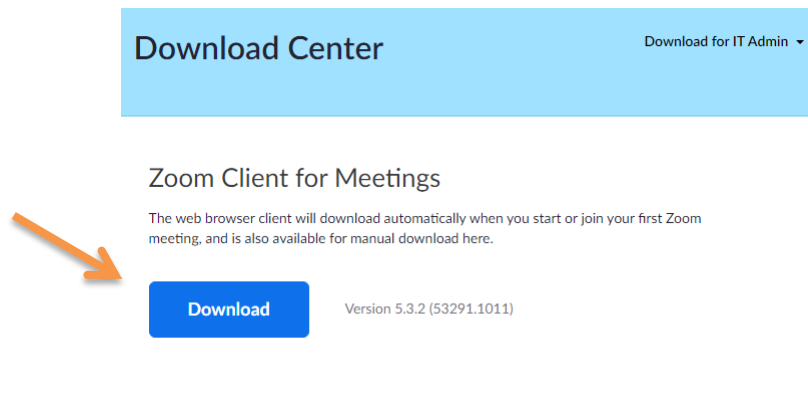 Download Center
Download for IT Admin
Zoom Client for Meetings
The web browser client will download automatically when you start or join your first Zoom
meeting, and is also available for manual download here.
Download
Version 5.3.2 (53291.1011)